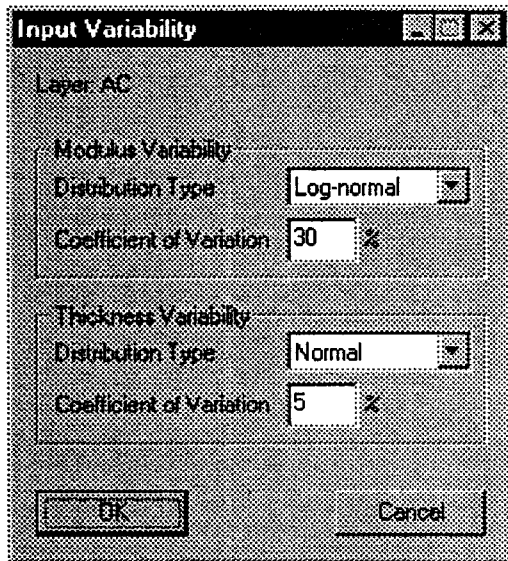 Input Variability
Layer: AC
Modulus Variability
Distribution Type Log-normal
Coefficient of Variation 30 %
Thickness Variability
Distribution Type Normal
Coefficient of Variation 5 %
OK Cancel